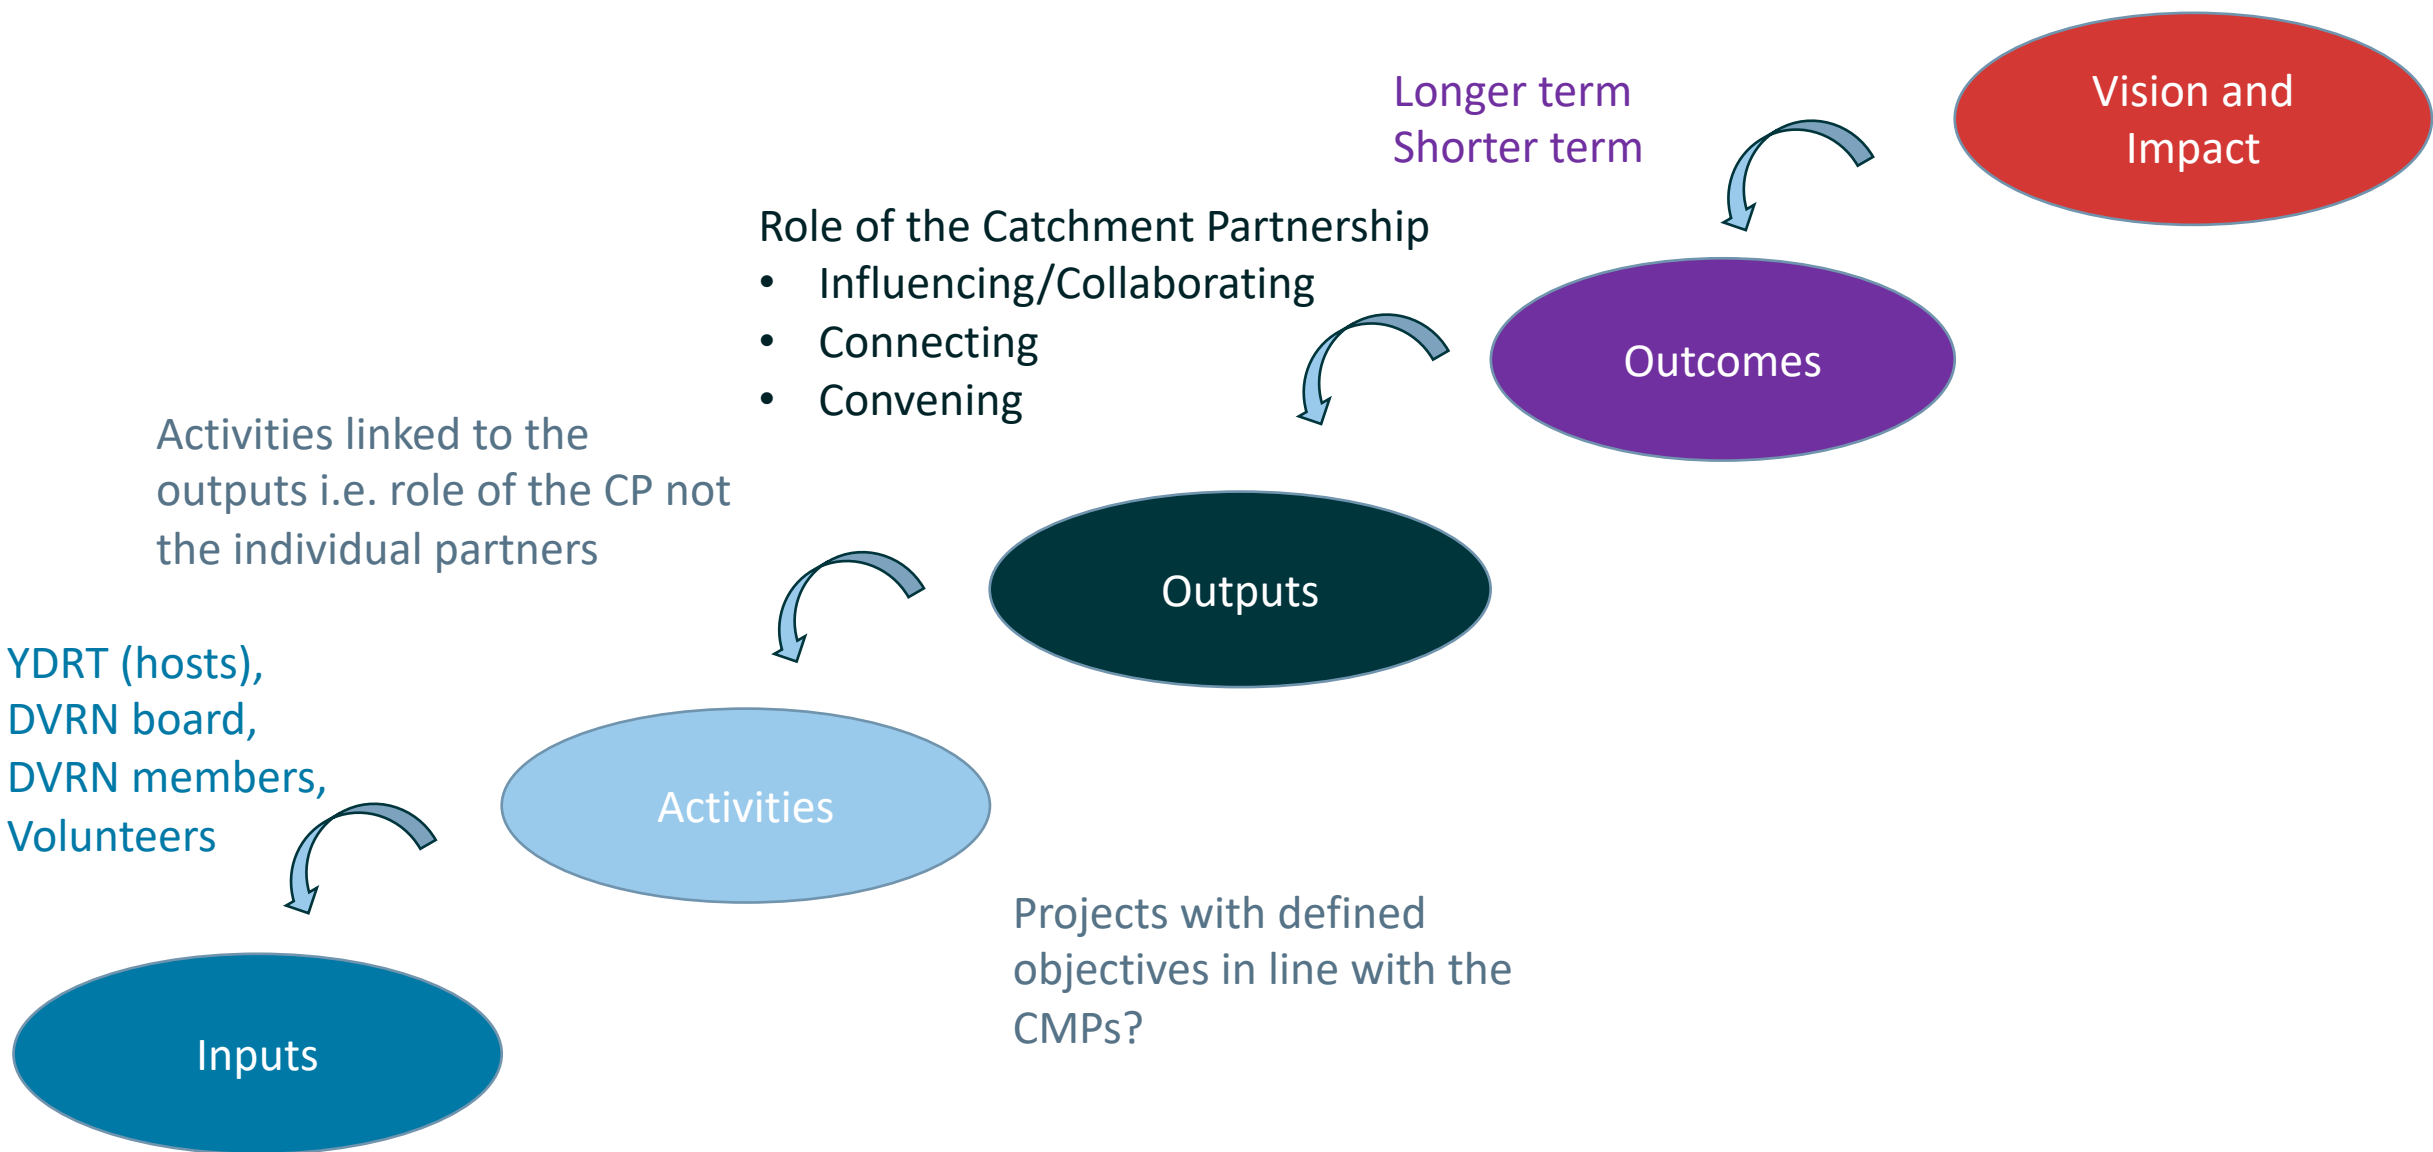 Vision and
Impact
Longer term
Shorter term
Outcomes
Role of the Catchment Partnership
• Influencing/Collaborating
• Connecting
• Convening
Outputs
Activities linked to the
outputs i.e. role of the CP not
the individual partners
Activities
Projects with defined
objectives in line with the
CMPs?
YDRT (hosts),
DVRN board,
DVRN members,
Volunteers
Inputs